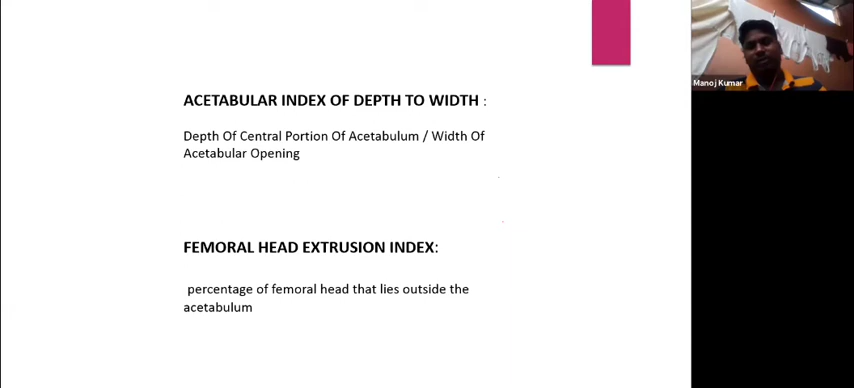 ACETABULAR INDEX OF DEPTH TO WIDTH :
Depth Of Central Portion Of Acetabulum / Width Of
Acetabular Opening
FEMORAL HEAD EXTRUSION INDEX:
percentage of femoral head that lies outside the
acetabulum
Manoj Kumar